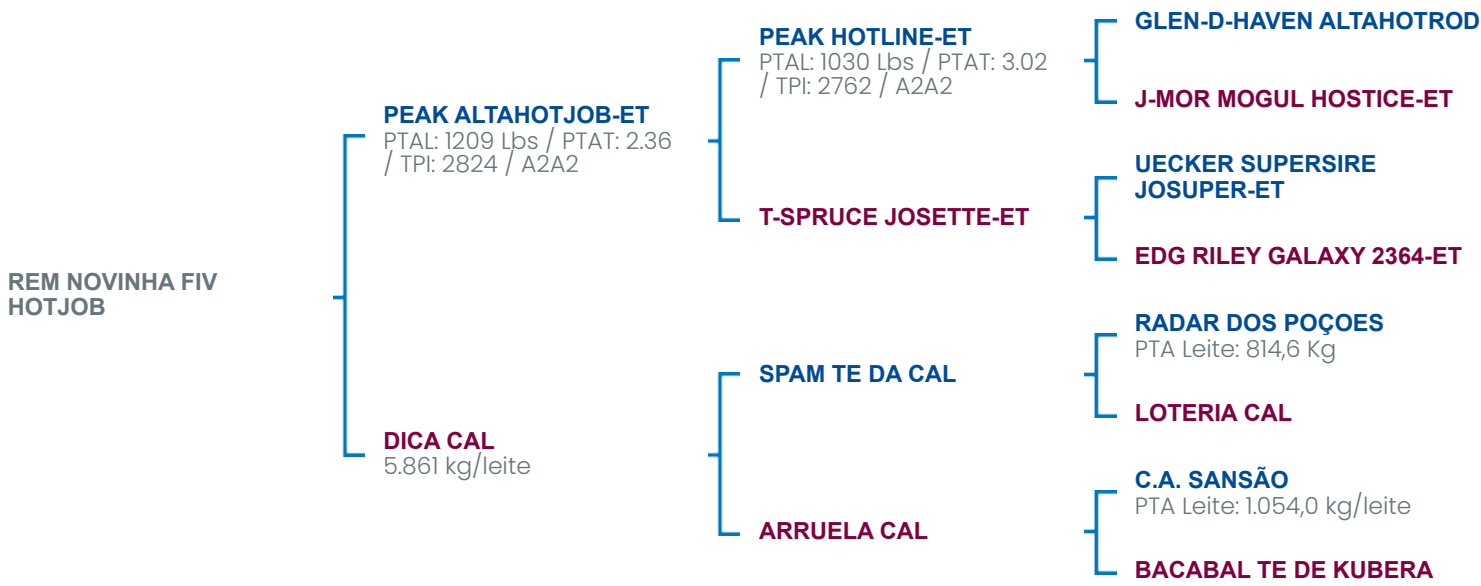 REM NOVINHA FIV
HOTJOB
PEAK ALTAHOTJOB-ET
PTAL: 1209 Lbs / PTAT: 2.36
/ TPI: 2824 / A2A2
DICA CAL
5.861 kg/leite
PEAK HOTLINE-ET
PTAL: 1030 Lbs / PTAT: 3.02
/ TPI: 2762 / A2A2
T-SPRUCE JOSETTE-ET
SPAM TE DA CAL
ARRUELA CAL
GLEN-D-HAVEN ALTAHOTROD
J-MOR MOGUL HOSTICE-ET
UECKER SUPERSIRE
JOSUPER-ET
EDG RILEY GALAXY 2364-ET
RADAR DOS POÇOES
PTA Leite: 814,6 Kg
LOTERIA CAL
C.A. SANSÃO
PTA Leite: 1.054,0 kg/leite
BACABAL TE DE KUBERA